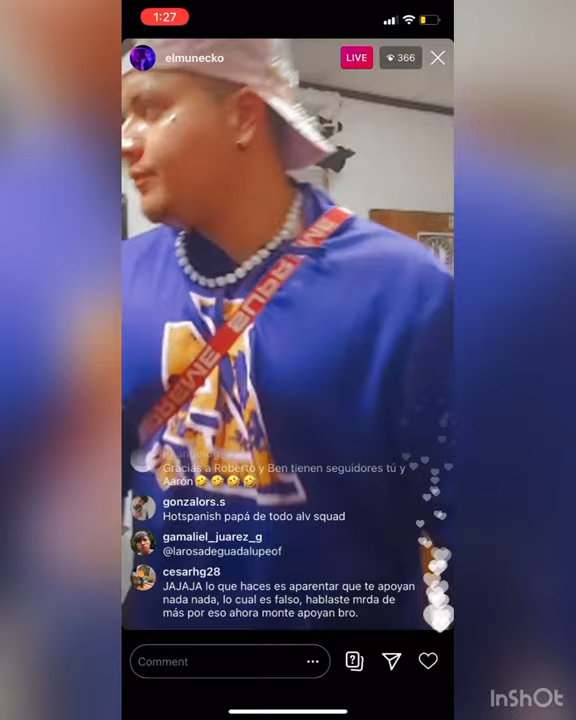 1:27
elmunecko
LIVE
366
SUPREME
Gracias a Roberto y Ben tienen seguidores tú y
Aarón🤣🤣🤣🤣
gonzalors.s
Hotspanish papá de todo alv squad
gamaliel_juarez_g
@larosadeguadalupeof
cesarhg28
JAJAJA lo que haces es aparentar que te apoyan
nada nada, lo cual es falso, hablaste mrda de
más por eso ahora monte apoyan bro.
Comment
InShOt